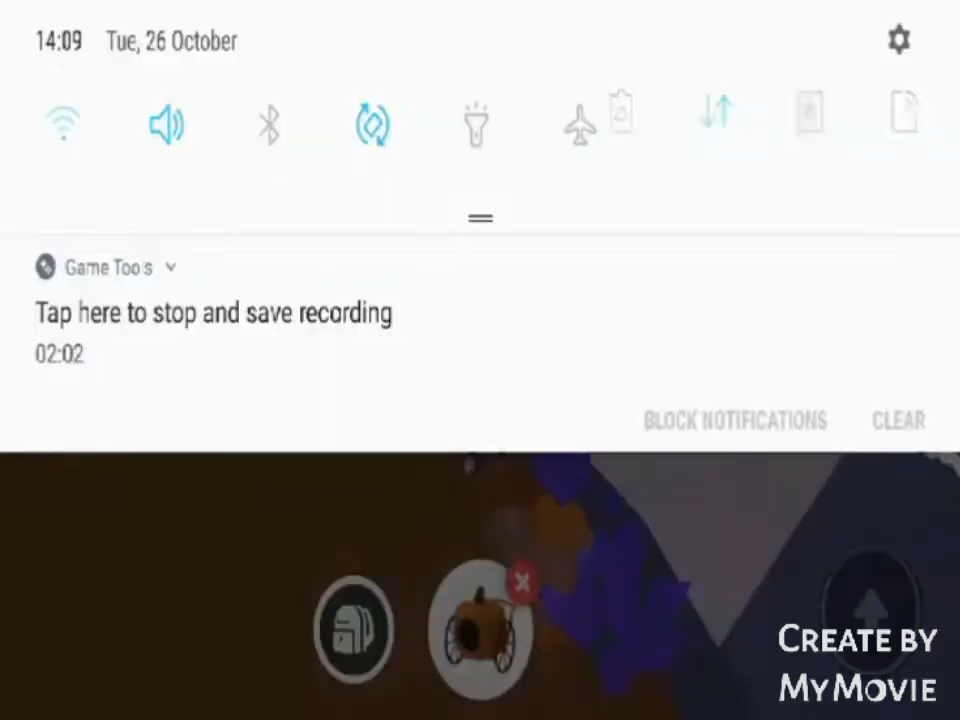 14:09 Tue, 26 October
Game Tools
Tap here to stop and save recording
02:02
BLOCK NOTIFICATIONS CLEAR
CREATE BY
MYMOVIE